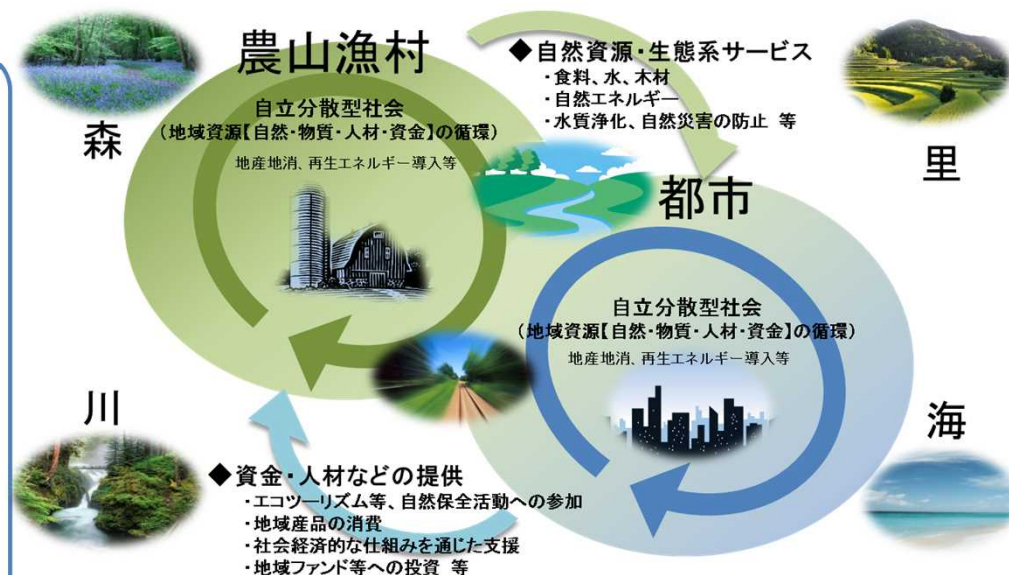 農山漁村
自立分散型社会
（地域資源【自然・物質・人材・資金】の循環）
地産地消、再生エネルギー導入等
◆自然資源・生態系サービス
・食料、水、木材
・自然エネルギー
・水質浄化、自然災害の防止 等
森
里
都市
自立分散型社会
（地域資源【自然・物質・人材・資金】の循環）
地産地消、再生エネルギー導入等
川
海
◆資金・人材などの提供
・エコツーリズム等、自然保全活動への参加
・地域産品の消費
・社会経済的な仕組みを通じた支援
・地域ファンド等への投資 等